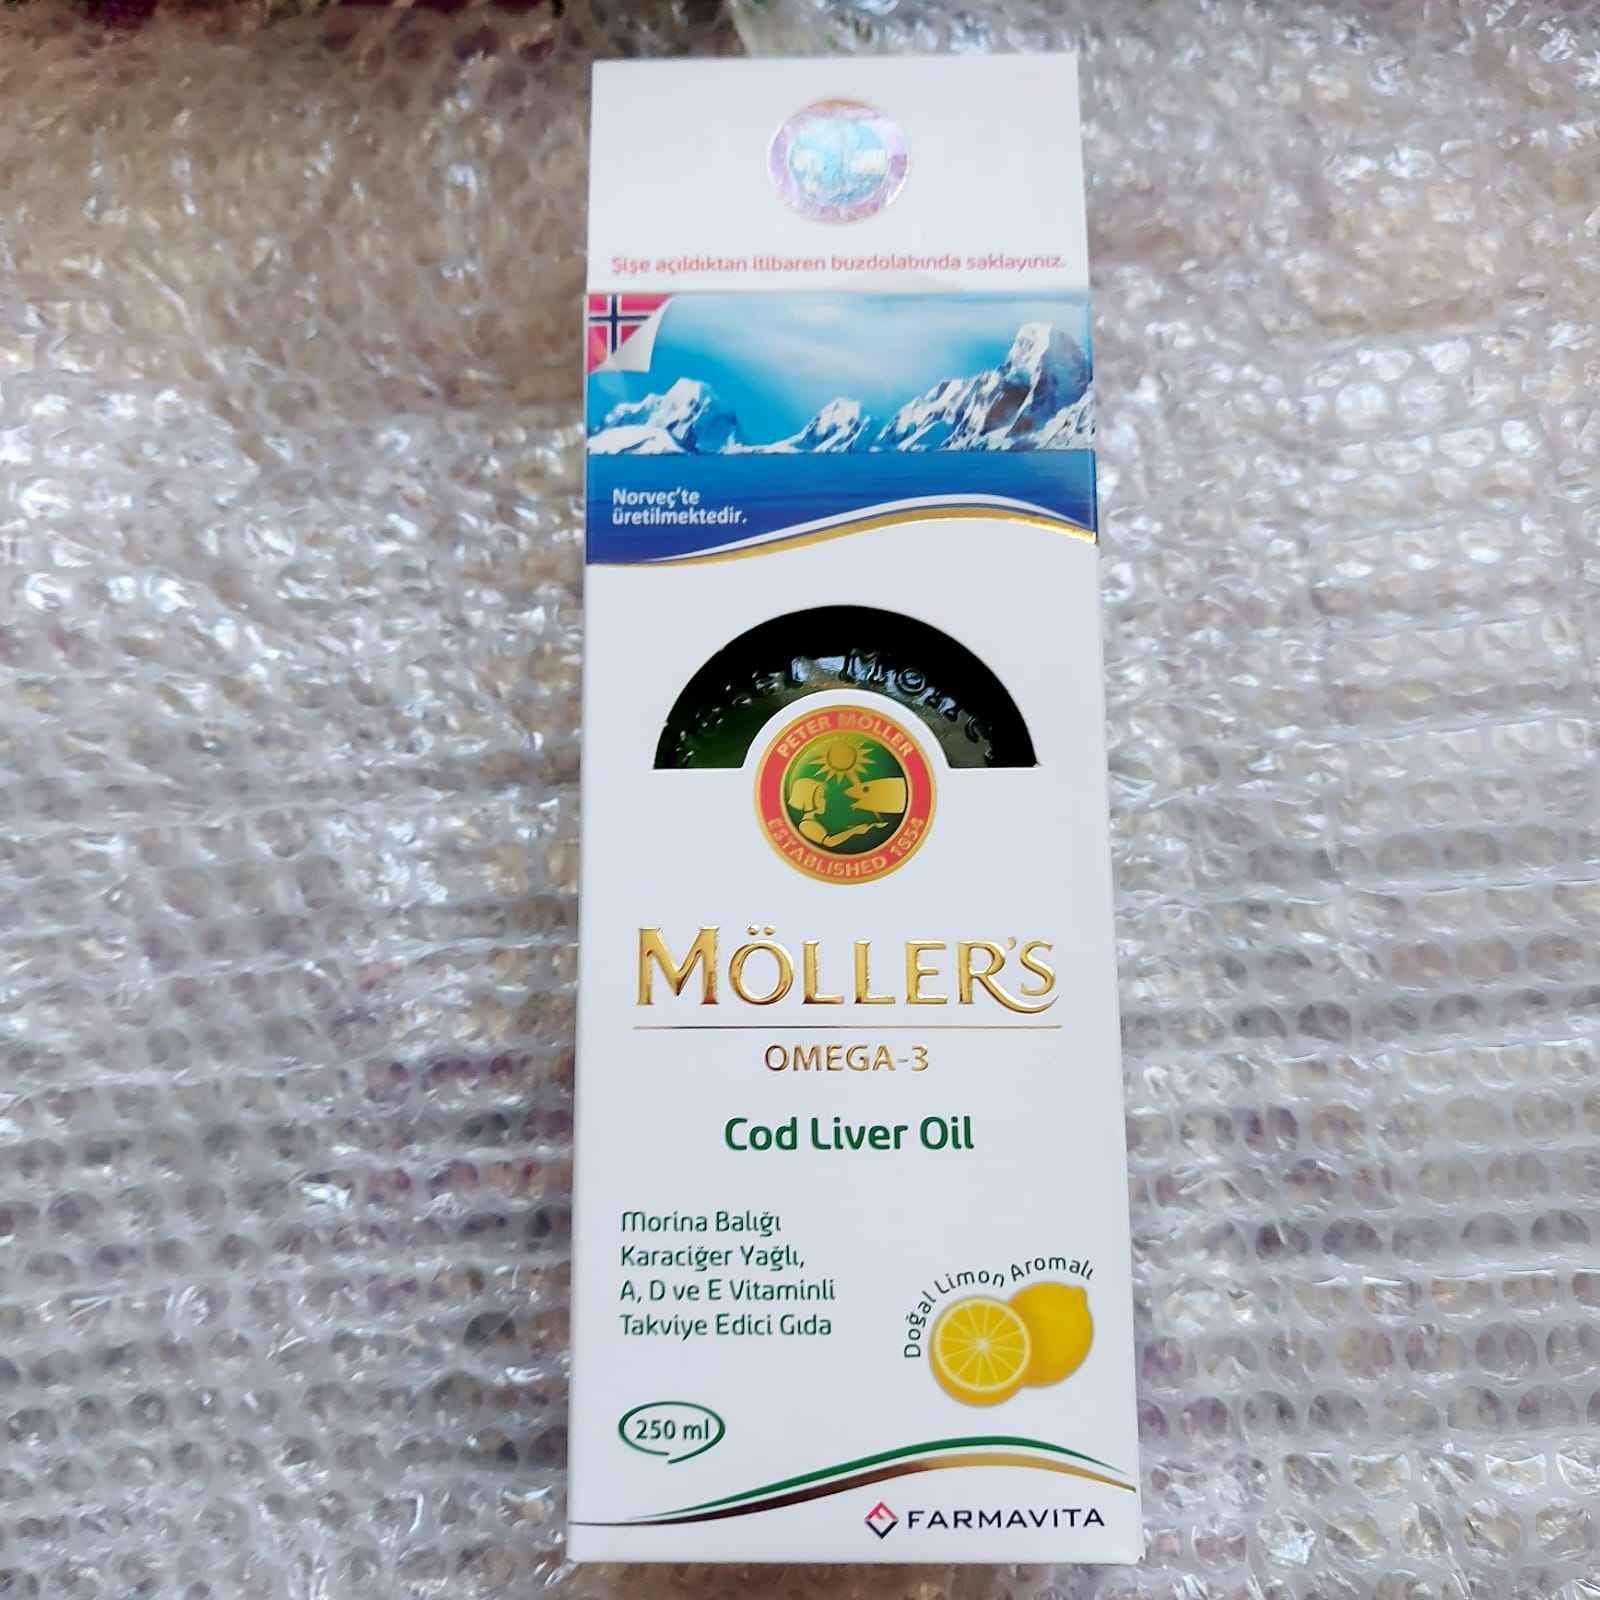 Şişe açıldıktan itibaren buzdolabında saklayınız.
Norveç'te
üretilmektedir.
PETER MÖLLER
ESTABLISHED 1854
MÖLLER'S
OMEGA-3
Cod Liver Oil
Morina Balığı
Karaciğer Yağlı,
A, D ve E Vitaminli
Takviye Edici Gıda
Doğal Limon Aromalı
250 ml
FARMAVITA